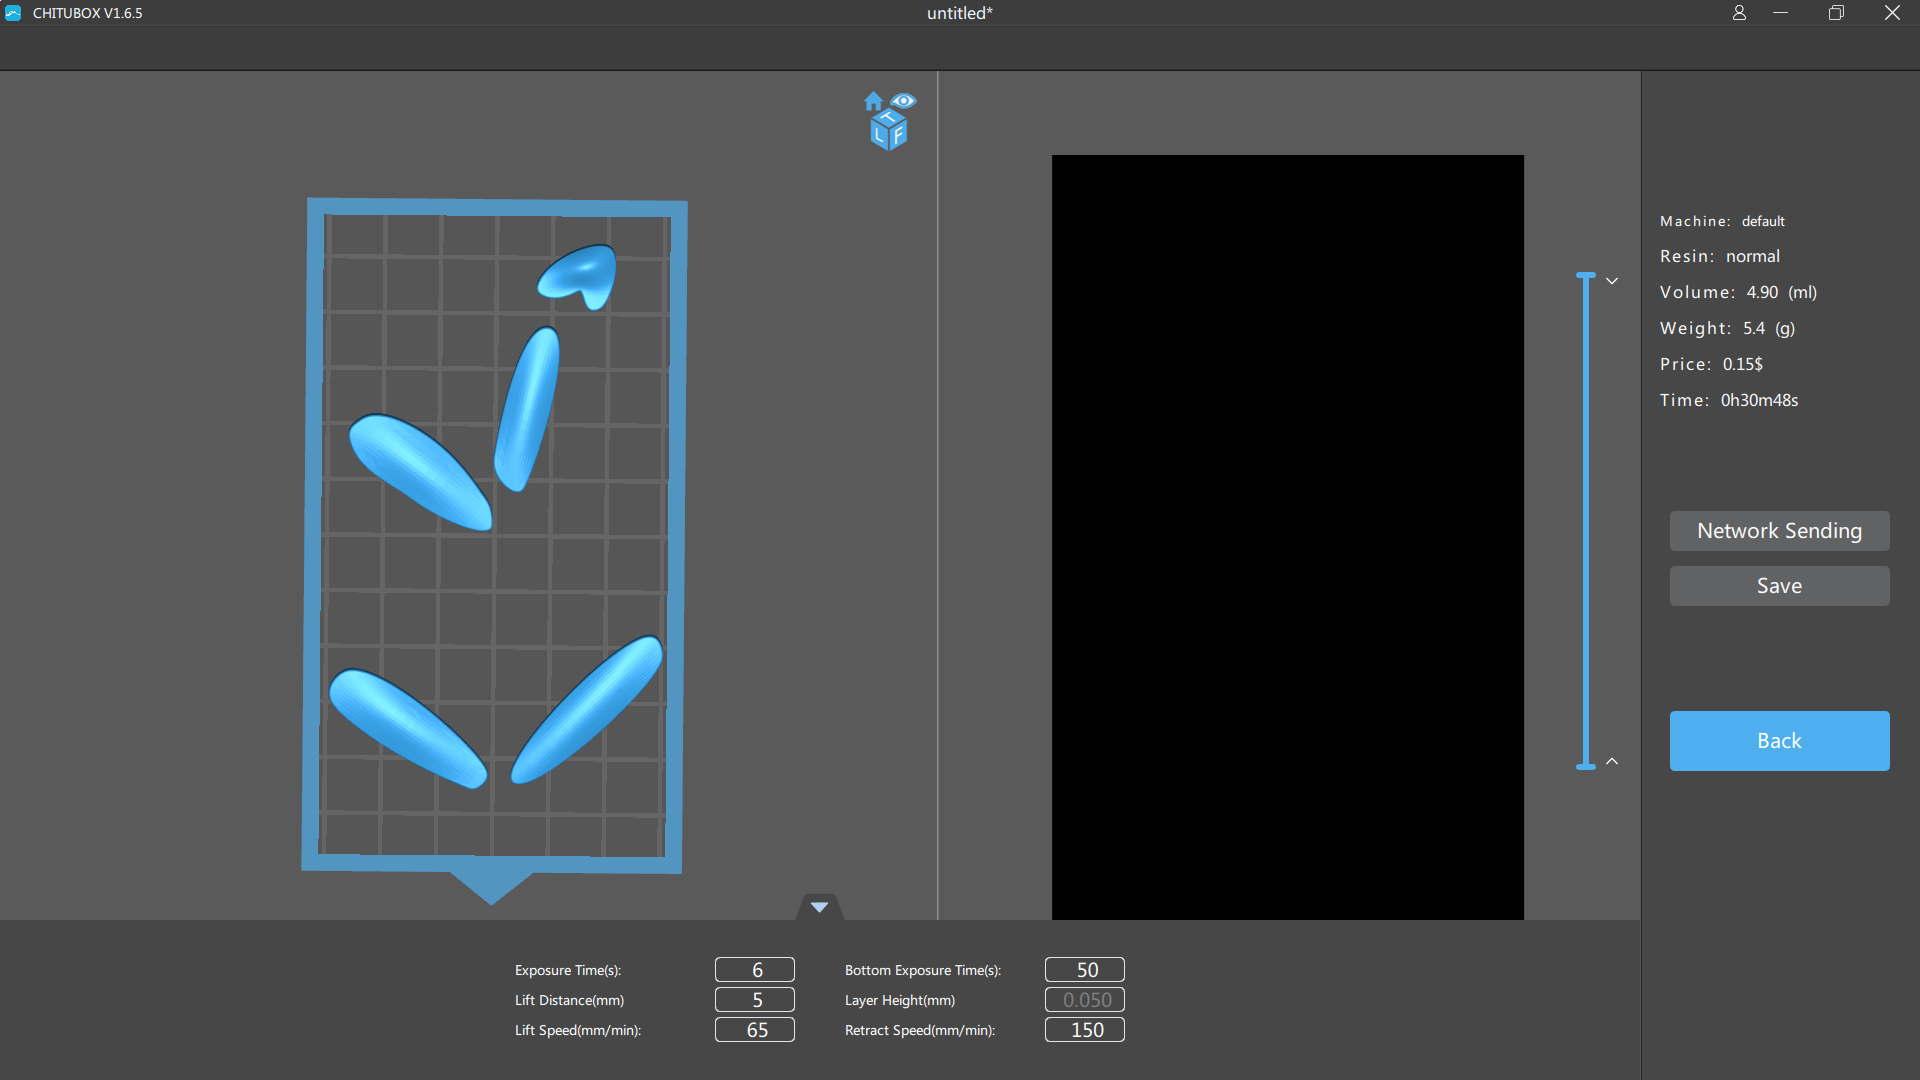 CHITUBOX V1.6.5
untitled*
T
L F
Machine: default
Resin: normal
Volume: 4.90 (ml)
Weight: 5.4 (g)
Price: 0.15$
Time: 0h30m48s
Network Sending
Save
Back
Exposure Time(s): 6 Bottom Exposure Time(s): 50
Lift Distance(mm) 5 Layer Height(mm) 0.050
Lift Speed(mm/min): 65 Retract Speed(mm/min): 150